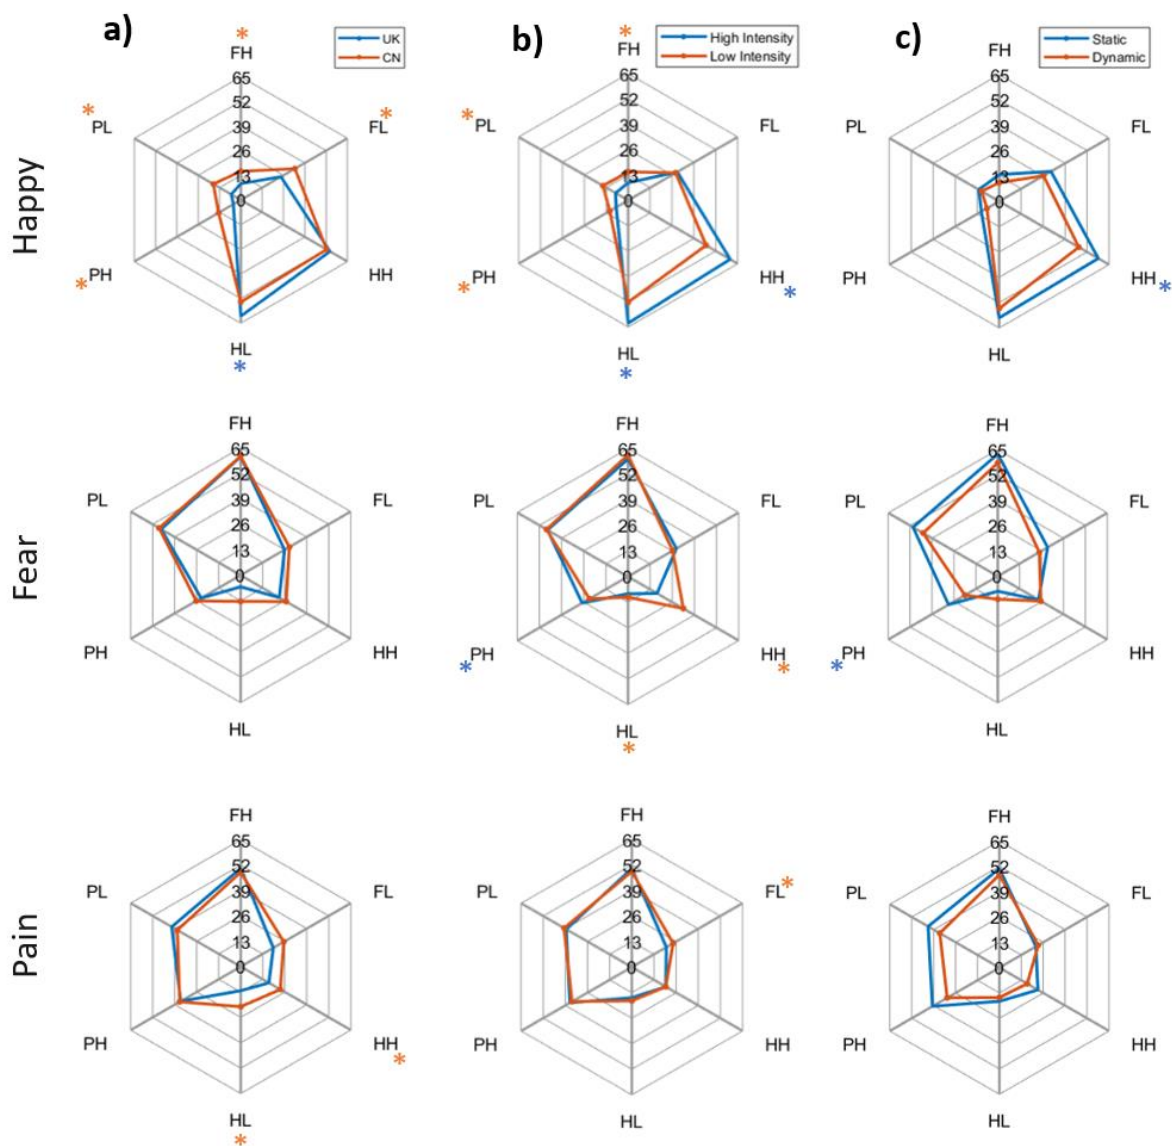 a)
UK
CN
b)
High Intensity
Low Intensity
c)
Static
Dynamic
Happy
* FH
65
52
39
26
13
0
* FL
HH
HL
*
PH
*
* PL
* FH
65
52
39
26
13
0
FL
HH
*
HL
*
PH
*
* PL
FH
65
52
39
26
13
0
FL
HH *
HL
PH
PL
Fear
FH
65
52
39
26
13
0
FL
HH
HL
PH
PL
FH
65
52
39
26
13
0
FL
HH
*
HL
*
PH
*
PL
FH
65
52
39
26
13
0
FL
HH
HL
PH
*
PL
Pain
FH
65
52
39
26
13
0
FL
HH
*
HL
*
PH
PL
FH
65
52
39
26
13
0
FL *
HH
HL
PH
PL
FH
65
52
39
26
13
0
FL
HH
HL
PH
PL